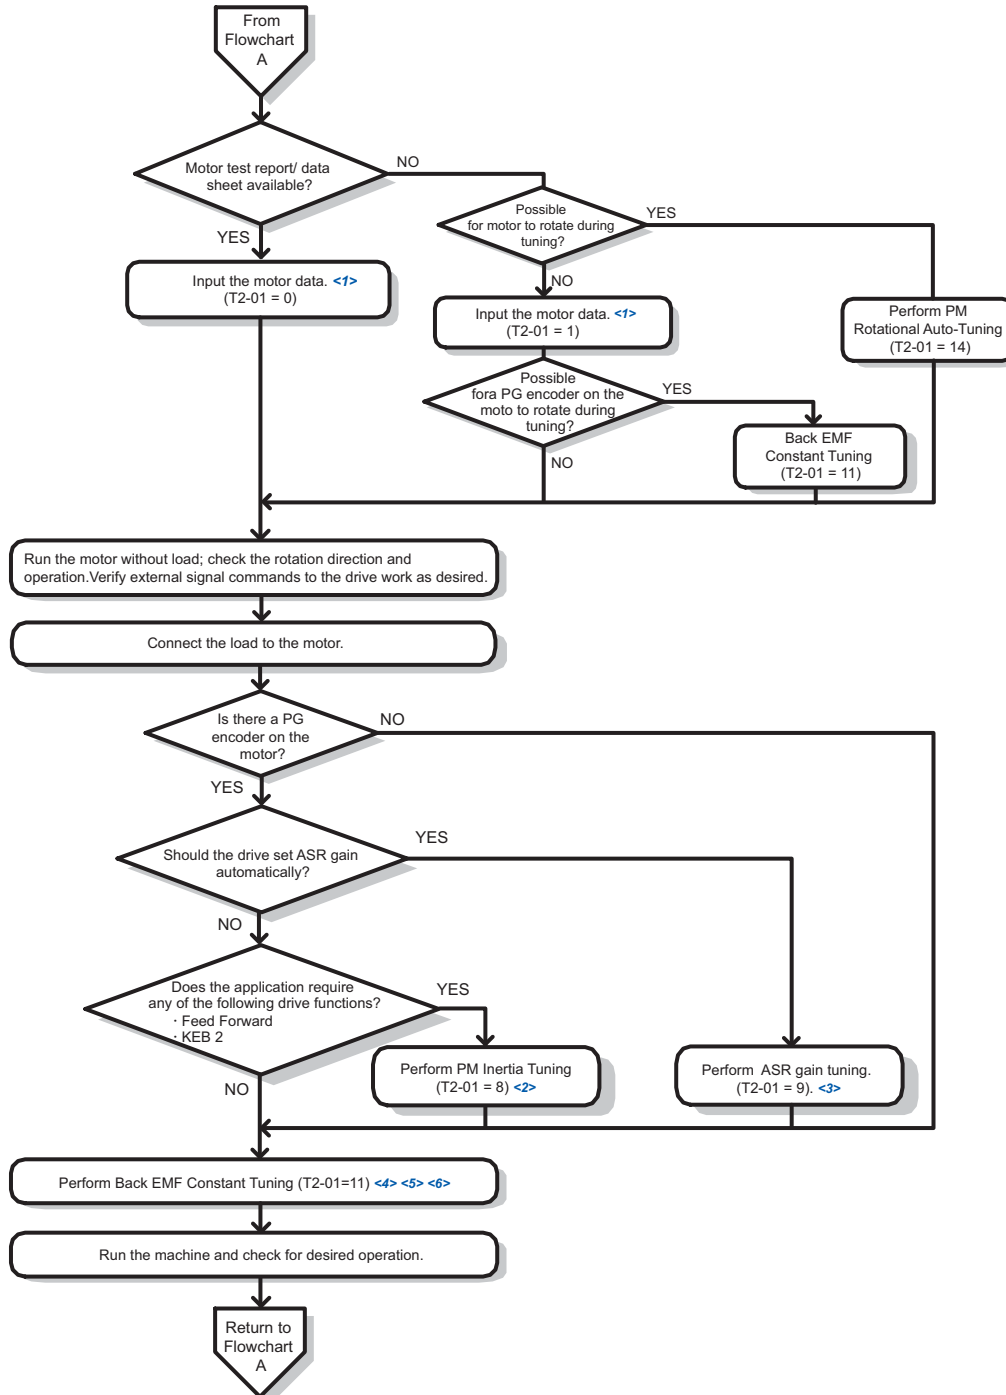 From
Flowchart
A
Motor test report/ data
sheet available?
NO
YES
Possible
for motor to rotate during
tuning?
YES
NO
Input the motor data. <1>
(T2-01 = 0)
Input the motor data. <1>
(T2-01 = 1)
Perform PM
Rotational Auto-Tuning
(T2-01 = 14)
Possible
fora PG encoder on the
moto to rotate during
tuning?
YES
NO
Back EMF
Constant Tuning
(T2-01 = 11)
Run the motor without load; check the rotation direction and
operation.Verify external signal commands to the drive work as desired.
Connect the load to the motor.
Is there a PG
encoder on the
motor?
NO
YES
Should the drive set ASR gain
automatically?
YES
NO
Does the application require
any of the following drive functions?
· Feed Forward
· KEB 2
YES
NO
Perform PM Inertia Tuning
(T2-01 = 8) <2>
Perform ASR gain tuning.
(T2-01 = 9). <3>
Perform Back EMF Constant Tuning (T2-01=11) <4> <5> <6>
Run the machine and check for desired operation.
Return to
Flowchart
A